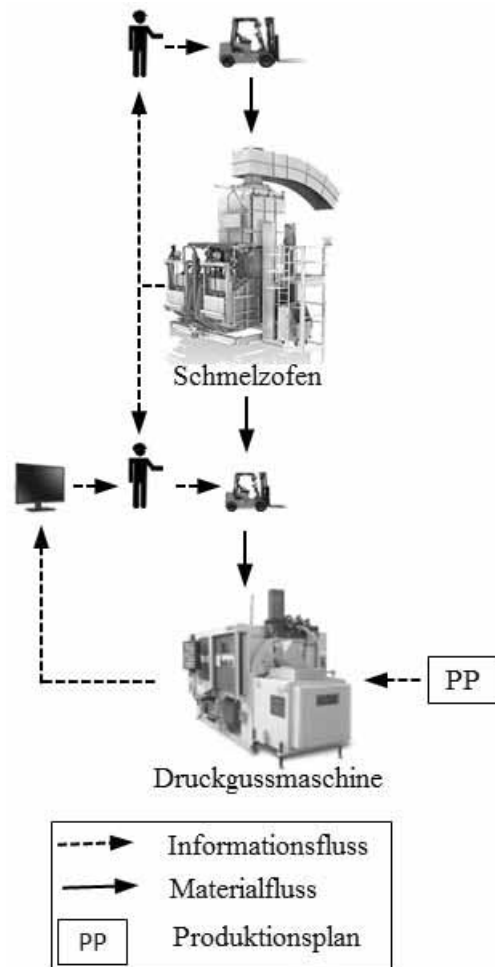 Schmelzofen
PP
Druckgussmaschine
Informationsfluss
Materialfluss
PP Produktionsplan